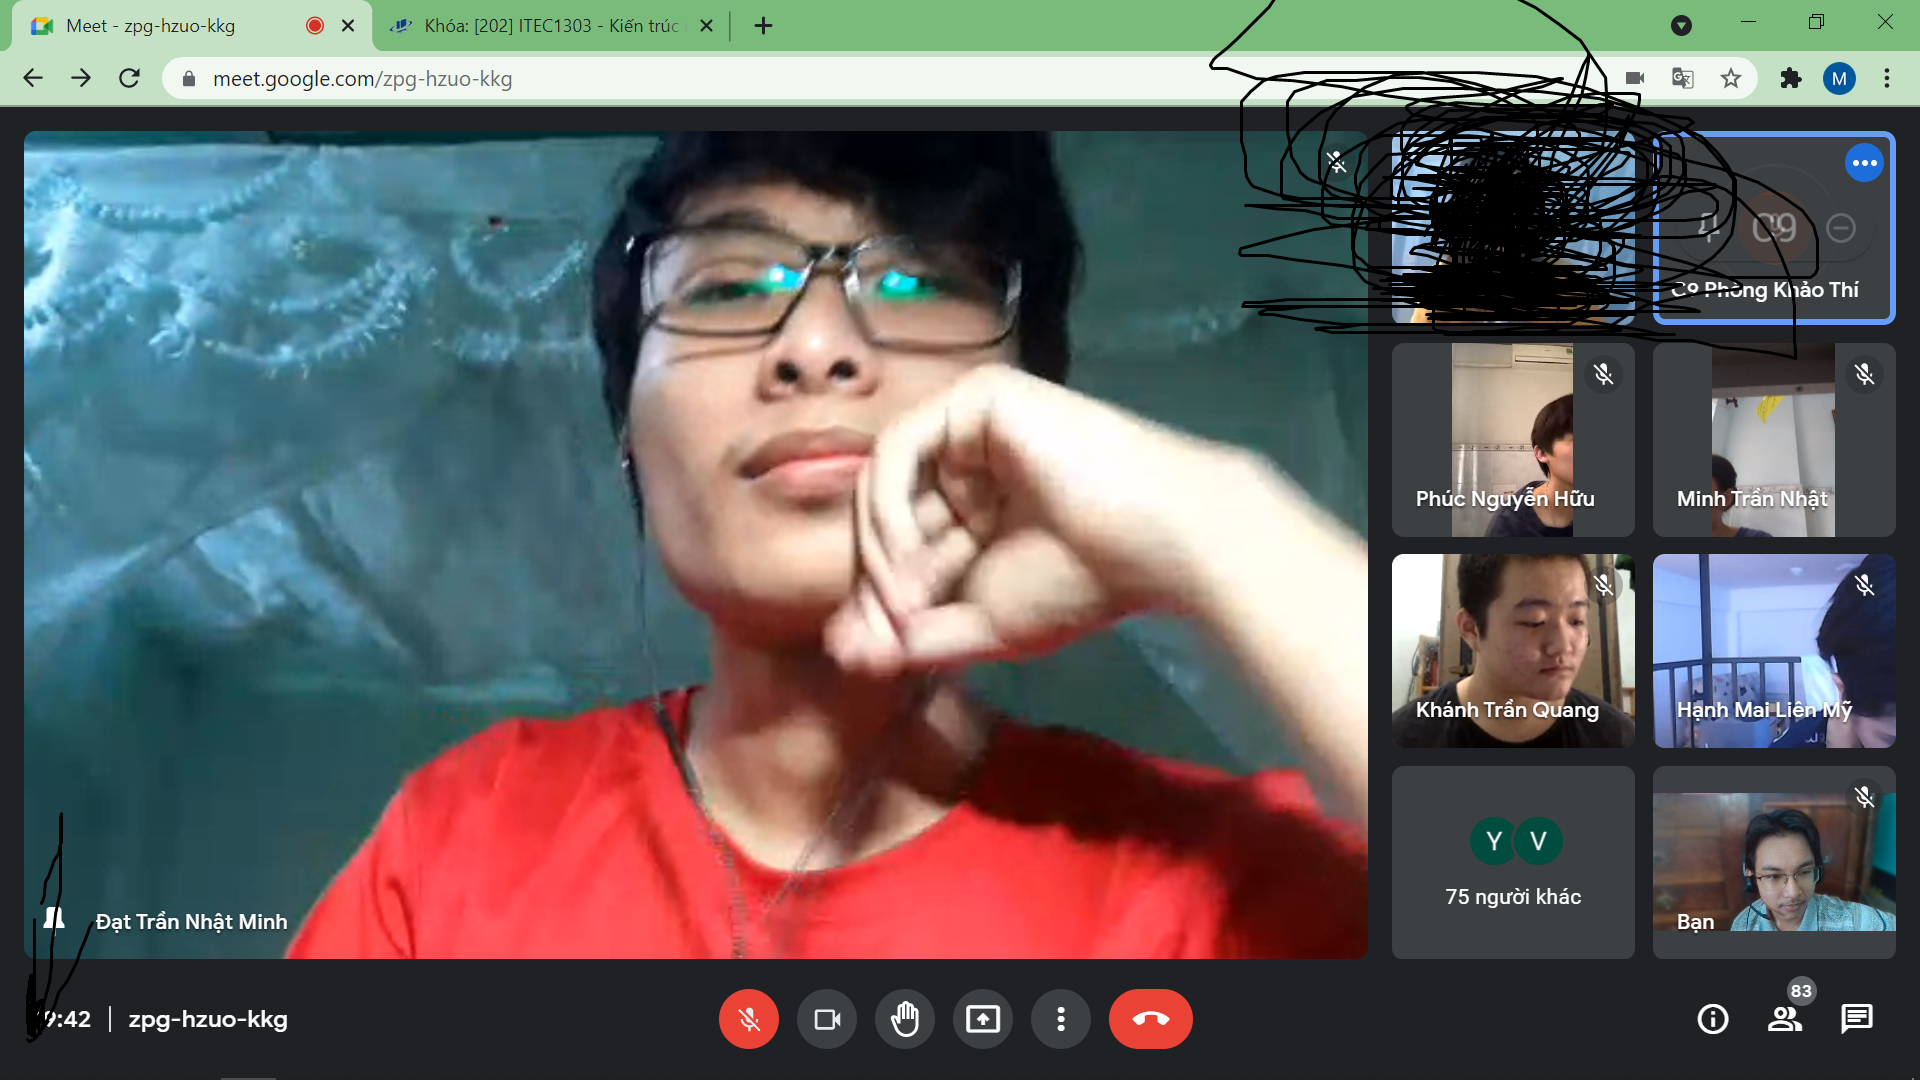 Meet - zpg-hzuo-kkg
Khóa: [202] ITEC1303 - Kiến trúc
meet.google.com/zpg-hzuo-kkg
M
Phòng Khảo Thí
Phúc Nguyễn Hữu
Minh Trần Nhật
Khánh Trần Quang
Hạnh Mai Liên Mỹ
Y V
75 người khác
Bạn
Đạt Trần Nhật Minh
:42 | zpg-hzuo-kkg
83